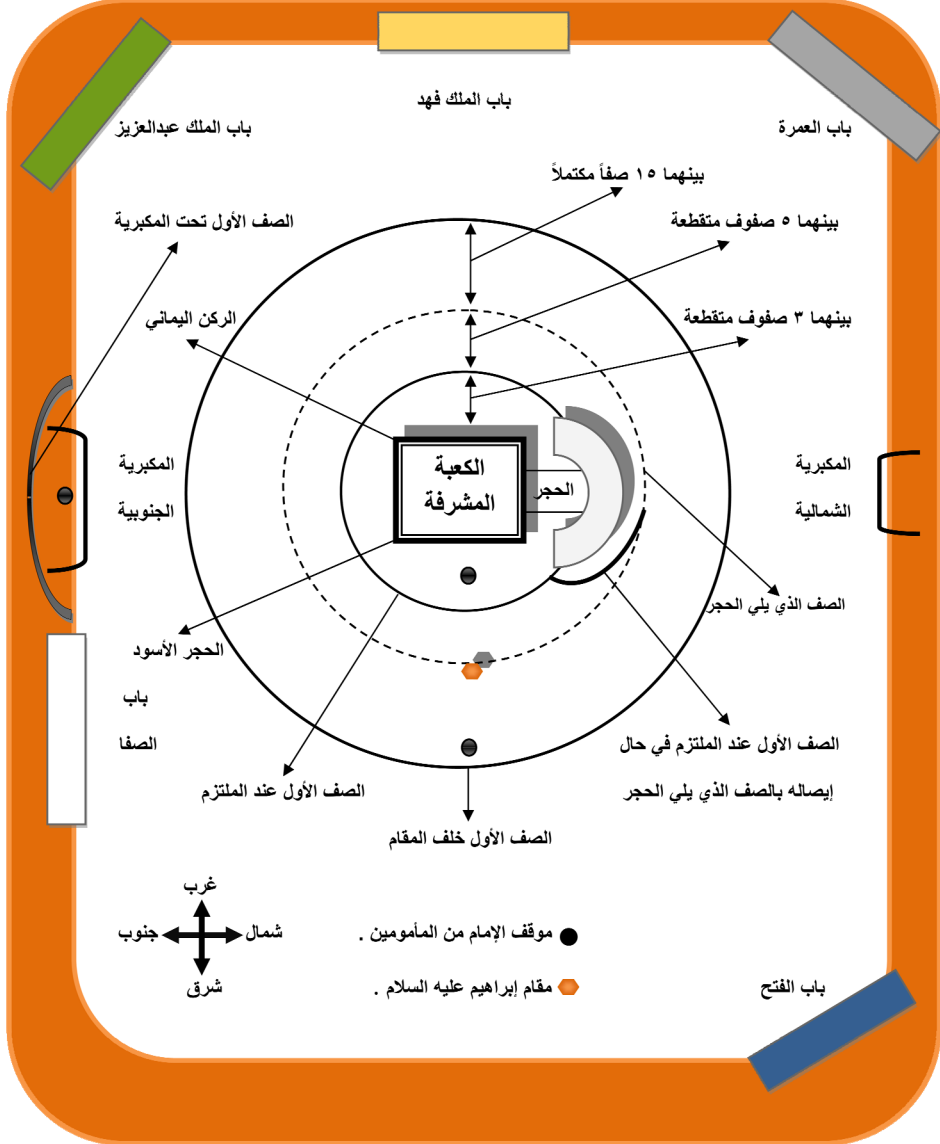 باب الملك فهد
باب العمرة
باب الملك عبدالعزيز
بينهما ١٥ صفاً مكتملاً
بينهما ٥ صفوف متقطعة
الصف الأول تحت المكبرية
بينهما ٣ صفوف متقطعة
الركن اليماني
الكعبة
المشرفة
الحجر
المكبرية
الشمالية
المكبرية
الجنوبية
الصف الذي يلي الحجر
الحجر الأسود
باب
الصفا
الصف الأول عند الملتزم في حال
إيصاله بالصف الذي يلي الحجر
الصف الأول عند الملتزم
الصف الأول خلف المقام
غرب
شمال
جنوب
شرق
موقف الإمام من المأمومين .
مقام إبراهيم عليه السلام .
باب الفتح